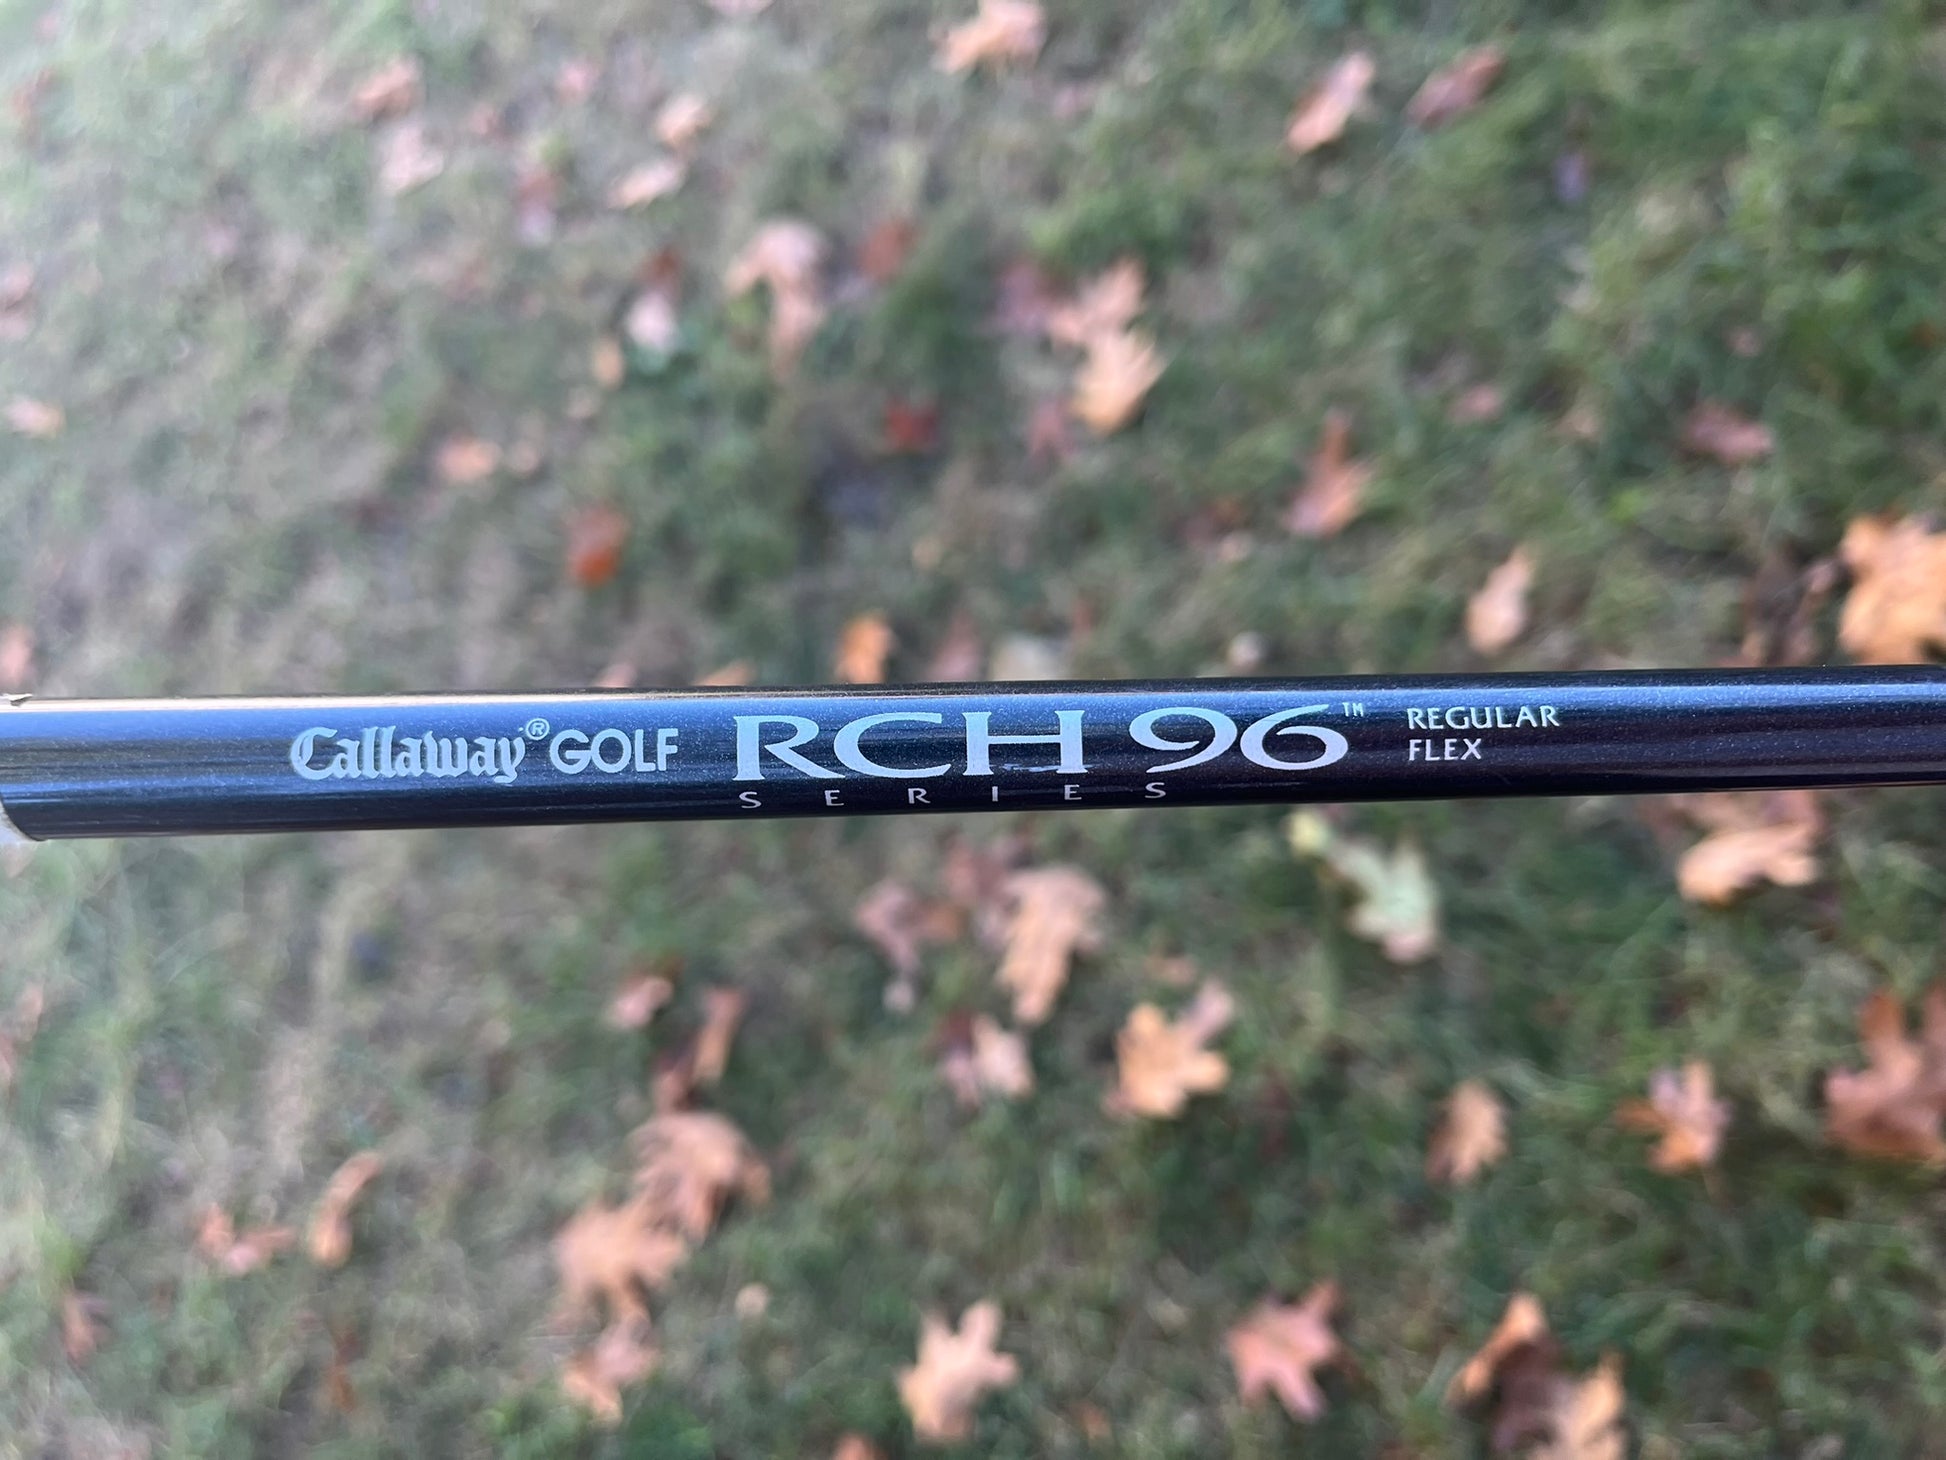 Callaway® GOLF RCH 96™ REGULAR
FLEX
SERIES